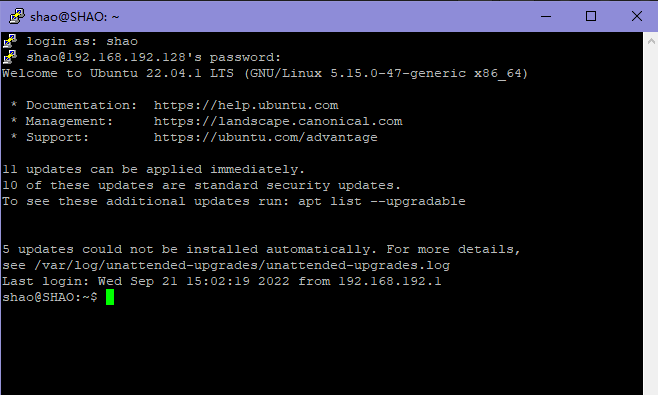 shao@SHAO: ~
login as: shao
shao@192.168.192.128's password:
Welcome to Ubuntu 22.04.1 LTS (GNU/Linux 5.15.0-47-generic x86_64)
* Documentation:  https://help.ubuntu.com
* Management:     https://landscape.canonical.com
* Support:        https://ubuntu.com/advantage
11 updates can be applied immediately.
10 of these updates are standard security updates.
To see these additional updates run: apt list --upgradable
5 updates could not be installed automatically. For more details,
see /var/log/unattended-upgrades/unattended-upgrades.log
Last login: Wed Sep 21 15:02:19 2022 from 192.168.192.1
shao@SHAO:~$